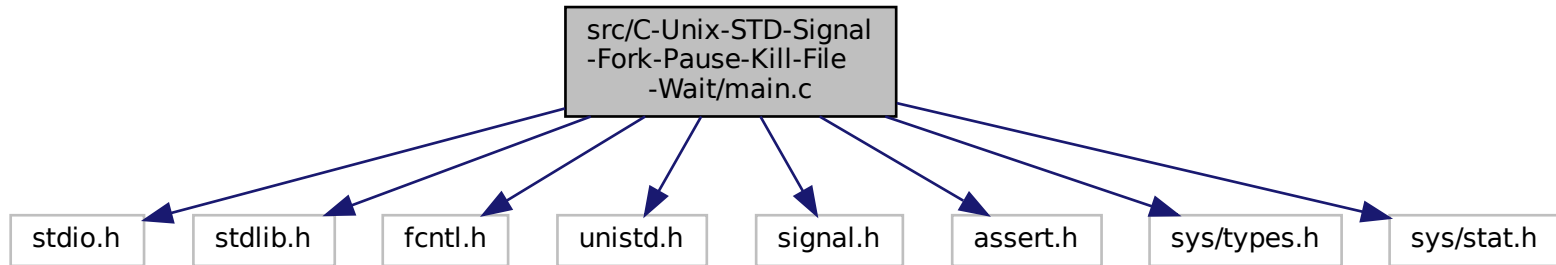 src/C-Unix-STD-Signal
-Fork-Pause-Kill-File
-Wait/main.c
stdio.h
stdlib.h
fcntl.h
unistd.h
signal.h
assert.h
sys/types.h
sys/stat.h